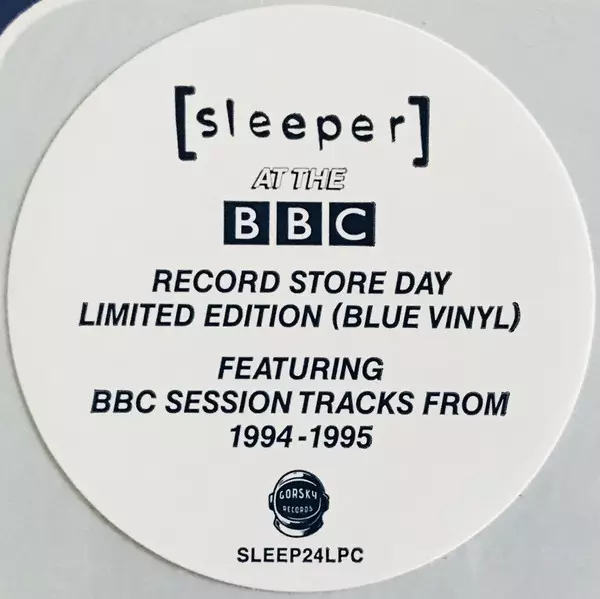 [sleeper]
AT THE
BBC
RECORD STORE DAY
LIMITED EDITION (BLUE VINYL)
FEATURING
BBC SESSION TRACKS FROM
1994-1995
GORSKY
RECORDS
SLEEP24LPC